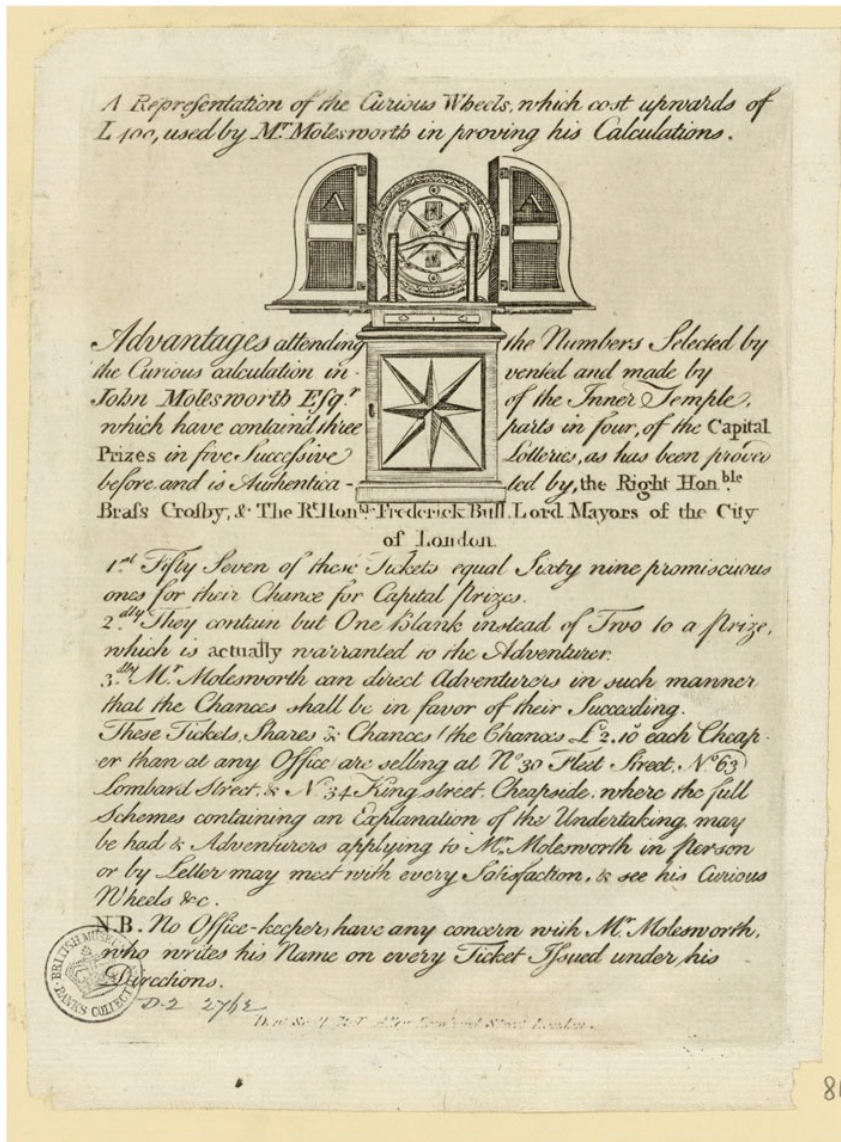 A Representation of the Curious Wheels, which cost upwards of
L 400, used by Mr. Molesworth in proving his Calculations.
A A
Advantages attending the Numbers Selected by
the Curious calculation in- vented and made by
John Molesworth Esqr. of the Inner Temple,
which have contain'd three parts in four, of the Capital
Prizes in five Successive Lotteries, as has been proved
before and is Authentica- ted by, the Right Honble
Brass Crosby, & The Rt. Hon. Frederick Bull. Lord Mayors of the City
of London.
1st. Fifty Seven of these Tickets equal Sixty nine promiscuous
ones for their Chance for Capital Prizes.
2dly. They contain but One Blank instead of Two to a Prize,
which is actually warranted to the Adventurer.
3dly. Mr. Molesworth can direct Adventurers in such manner
that the Chances shall be in favor of their Succeeding.
These Tickets, Shares & Chances (the Chances £2.10 each Cheap-
er than at any Office) are selling at No. 30 Fleet Street, No. 63
Lombard Street, & No. 34 King street, Cheapside, where the full
Schemes containing an Explanation of the Undertaking, may
be had & Adventurers applying to Mr. Molesworth in Person
or by Letter may meet with every Satisfaction, & see his Curious
Wheels &c.
N.B. No Office-keepers have any concern with Mr. Molesworth,
who writes his Name on every Ticket Issued under his
Directions.
BRITISH MUSEUM BANKS COLLECT
D.2 2762
London.